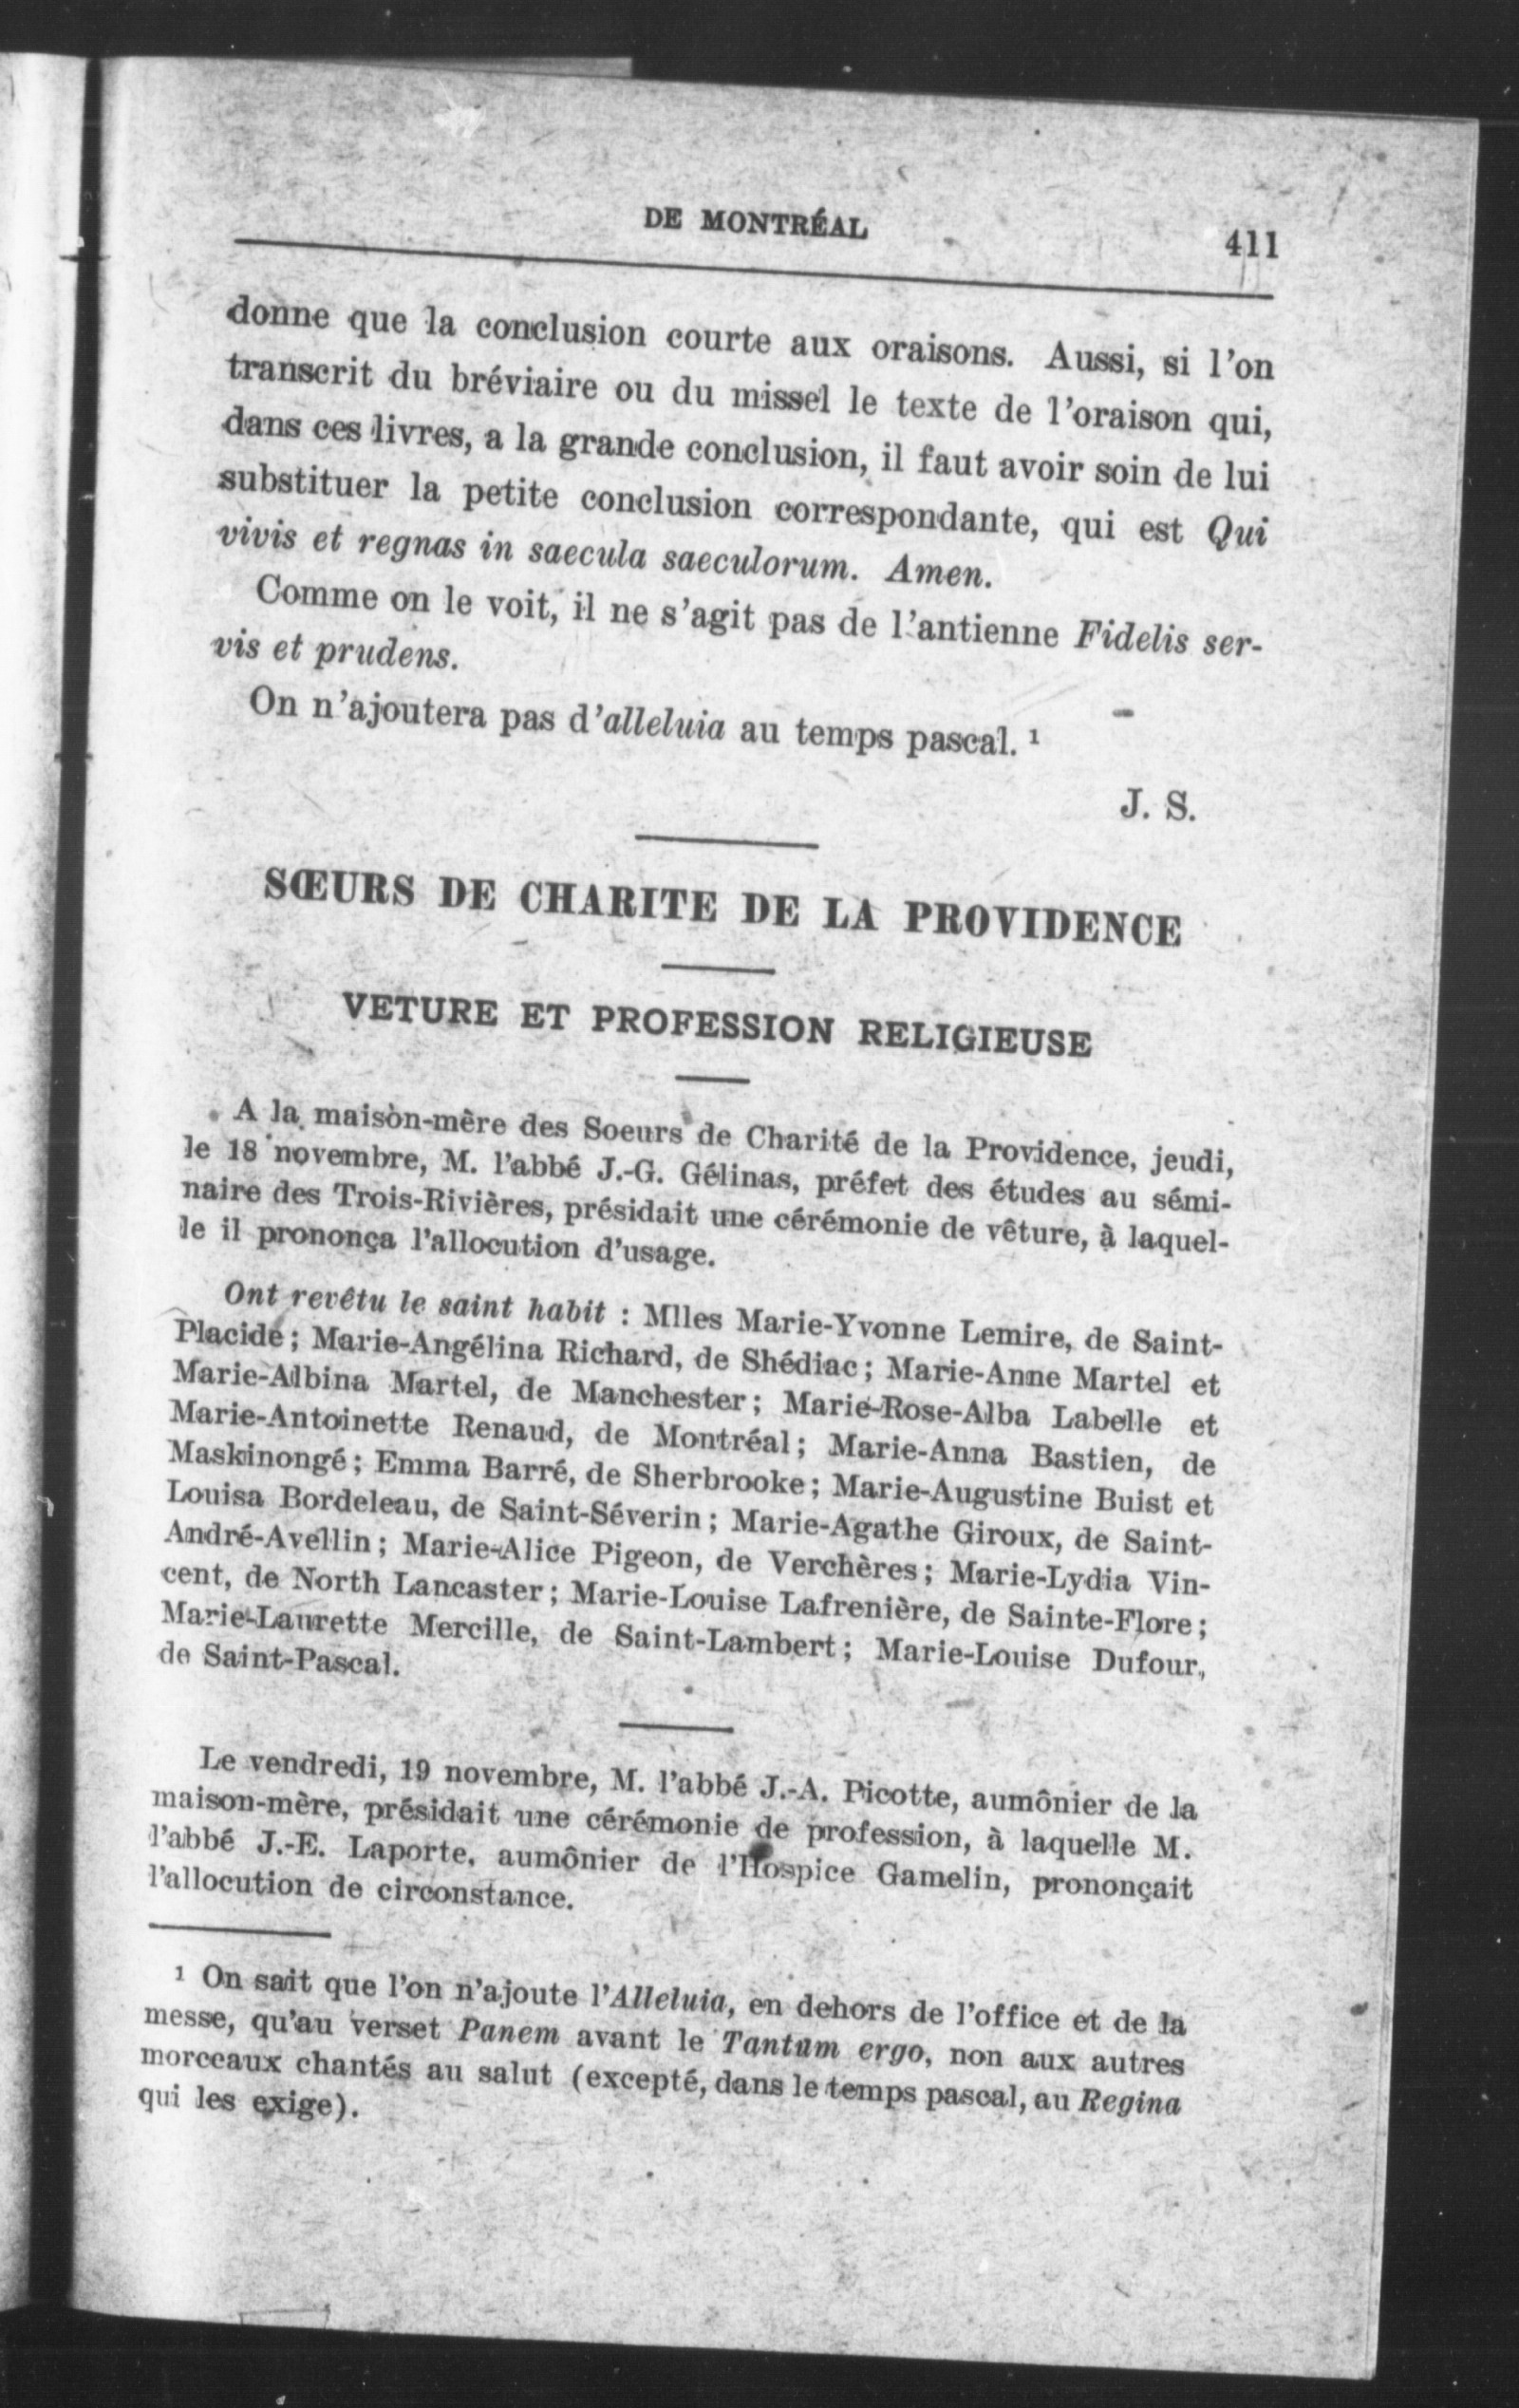 DE MONTRÉAL
411
donne que la conclusion courte aux oraisons. Aussi, si l'on
transcrit du bréviaire ou du missel le texte de l'oraison qui,
dans ces livres, a la grande conclusion, il faut avoir soin de lui
substituer la petite conclusion correspondante, qui est Qui
vivis et regnas in saecula saeculorum. Amen.
Comme on le voit, il ne s'agit pas de l'antienne Fidelis ser-
vis et prudens.
On n'ajoutera pas d'alleluia au temps pascal. ¹
J. S.
SŒURS DE CHARITE DE LA PROVIDENCE
VETURE ET PROFESSION RELIGIEUSE
A la maison-mère des Soeurs de Charité de la Providence, jeudi,
le 18 novembre, M. l'abbé J.-G. Gélinas, préfet des études au sémi-
naire des Trois-Rivières, présidait une cérémonie de vêture, à laquel-
le il prononça l'allocution d'usage.
Ont revêtu le saint habit : Mlles Marie-Yvonne Lemire, de Saint-
Placide; Marie-Angélina Richard, de Shédiac; Marie-Anne Martel et
Marie-Albina Martel, de Manchester; Marie-Rose-Alba Labelle et
Marie-Antoinette Renaud, de Montréal; Marie-Anna Bastien, de
Maskinongé; Emma Barré, de Sherbrooke; Marie-Augustine Buist et
Louisa Bordeleau, de Saint-Séverin; Marie-Agathe Giroux, de Saint-
André-Avellin; Marie-Alice Pigeon, de Verchères; Marie-Lydia Vin-
cent, de North Lancaster; Marie-Louise Lafrenière, de Sainte-Flore;
Marie-Laurette Mercille, de Saint-Lambert; Marie-Louise Dufour,
de Saint-Pascal.
Le vendredi, 19 novembre, M. l'abbé J.-A. Picotte, aumônier de la
maison-mère, présidait une cérémonie de profession, à laquelle M.
l'abbé J.-E. Laporte, aumônier de l'Hospice Gamelin, prononçait
l'allocution de circonstance.
¹ On sait que l'on n'ajoute l'Alleluia, en dehors de l'office et de la
messe, qu'au verset Panem avant le Tantum ergo, non aux autres
morceaux chantés au salut (excepté, dans le temps pascal, au Regina
qui les exige).